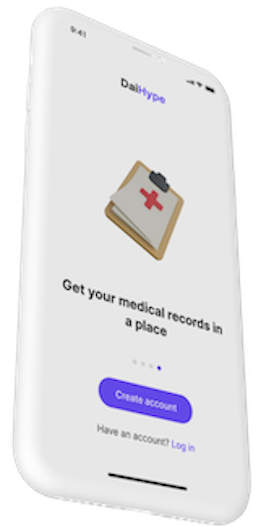 9:41
DaiHype
Get your medical records in
a place
Create account
Have an account? Log in